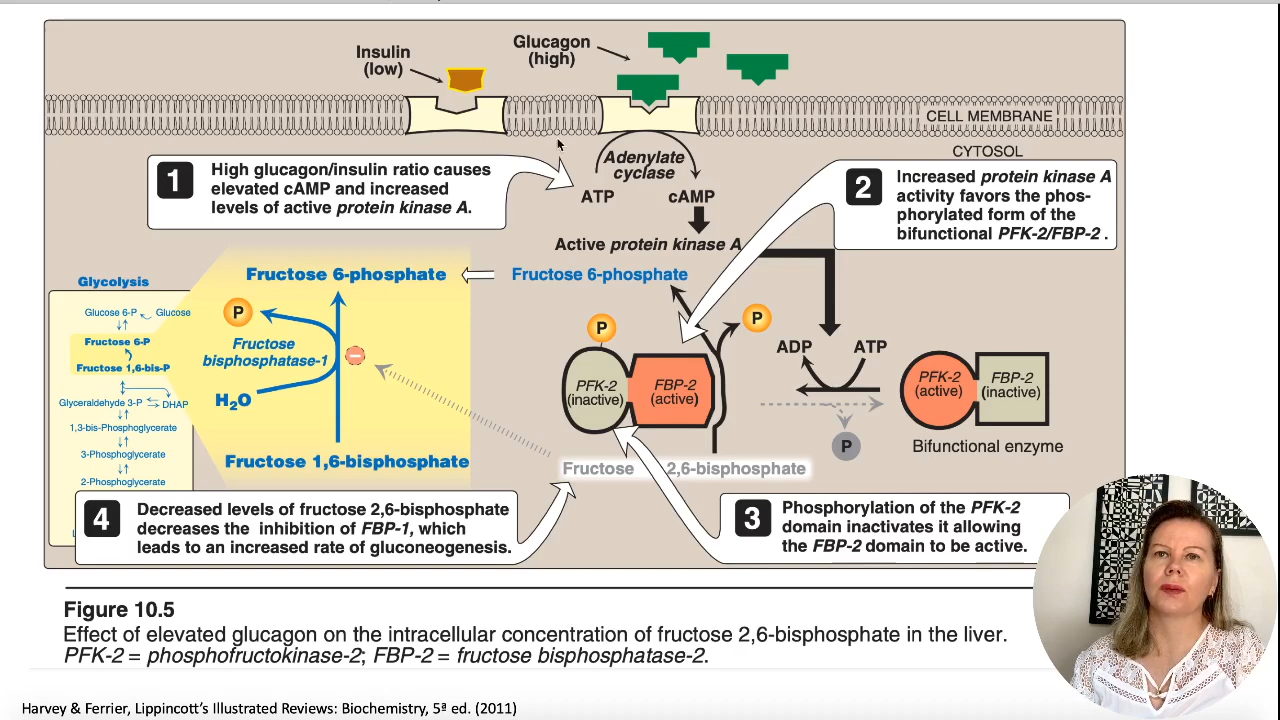 Insulin
(low)
Glucagon
(high)
CELL MEMBRANE
CYTOSOL
1
High glucagon/insulin ratio causes
elevated cAMP and increased
levels of active protein kinase A.
Adenylate
cyclase
ATP
cAMP
2
Increased protein kinase A
activity favors the phos-
phorylated form of the
bifunctional PFK-2/FBP-2 .
Active protein kinase A
Glycolysis
Glucose 6-P
Glucose
Fructose 6-P
Fructose 1,6-bis-P
Glyceraldehyde 3-P
DHAP
1,3-bis-Phosphoglycerate
3-Phosphoglycerate
2-Phosphoglycerate
Fructose 6-phosphate
Fructose 6-phosphate
P
Fructose
bisphosphatase-1
H2O
Fructose 1,6-bisphosphate
P
P
PFK-2
(inactive)
FBP-2
(active)
ADP
ATP
P
PFK-2
(active)
FBP-2
(inactive)
Bifunctional enzyme
Fructose 2,6-bisphosphate
4
Decreased levels of fructose 2,6-bisphosphate
decreases the inhibition of FBP-1, which
leads to an increased rate of gluconeogenesis.
3
Phosphorylation of the PFK-2
domain inactivates it allowing
the FBP-2 domain to be active.
Figure 10.5
Effect of elevated glucagon on the intracellular concentration of fructose 2,6-bisphosphate in the liver.
PFK-2 = phosphofructokinase-2; FBP-2 = fructose bisphosphatase-2.
Harvey & Ferrier, Lippincott's Illustrated Reviews: Biochemistry, 5ª ed. (2011)